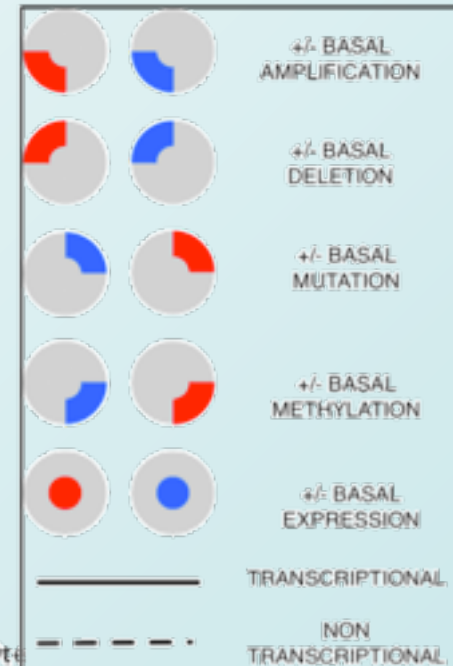 +/- BASAL
AMPLIFICATION
+/- BASAL
DELETION
+/- BASAL
MUTATION
+/- BASAL
METHYLATION
+/- BASAL
EXPRESSION
TRANSCRIPTIONAL
NON
TRANSCRIPTIONAL